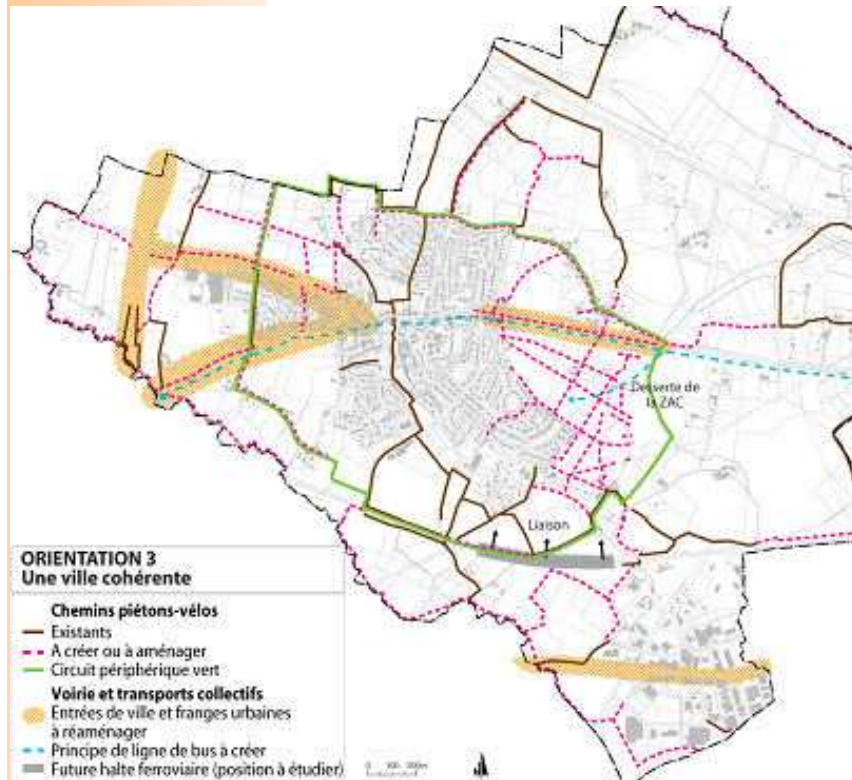 Desserte de
la ZAC
Liaison
ORIENTATION 3
Une ville cohérente
Chemins piétons-vélos
Existants
A créer ou à aménager
Circuit périphérique vert
Voirie et transports collectifs
Entrées de ville et franges urbaines
à réaménager
Principe de ligne de bus à créer
Future halte ferroviaire (position à étudier)